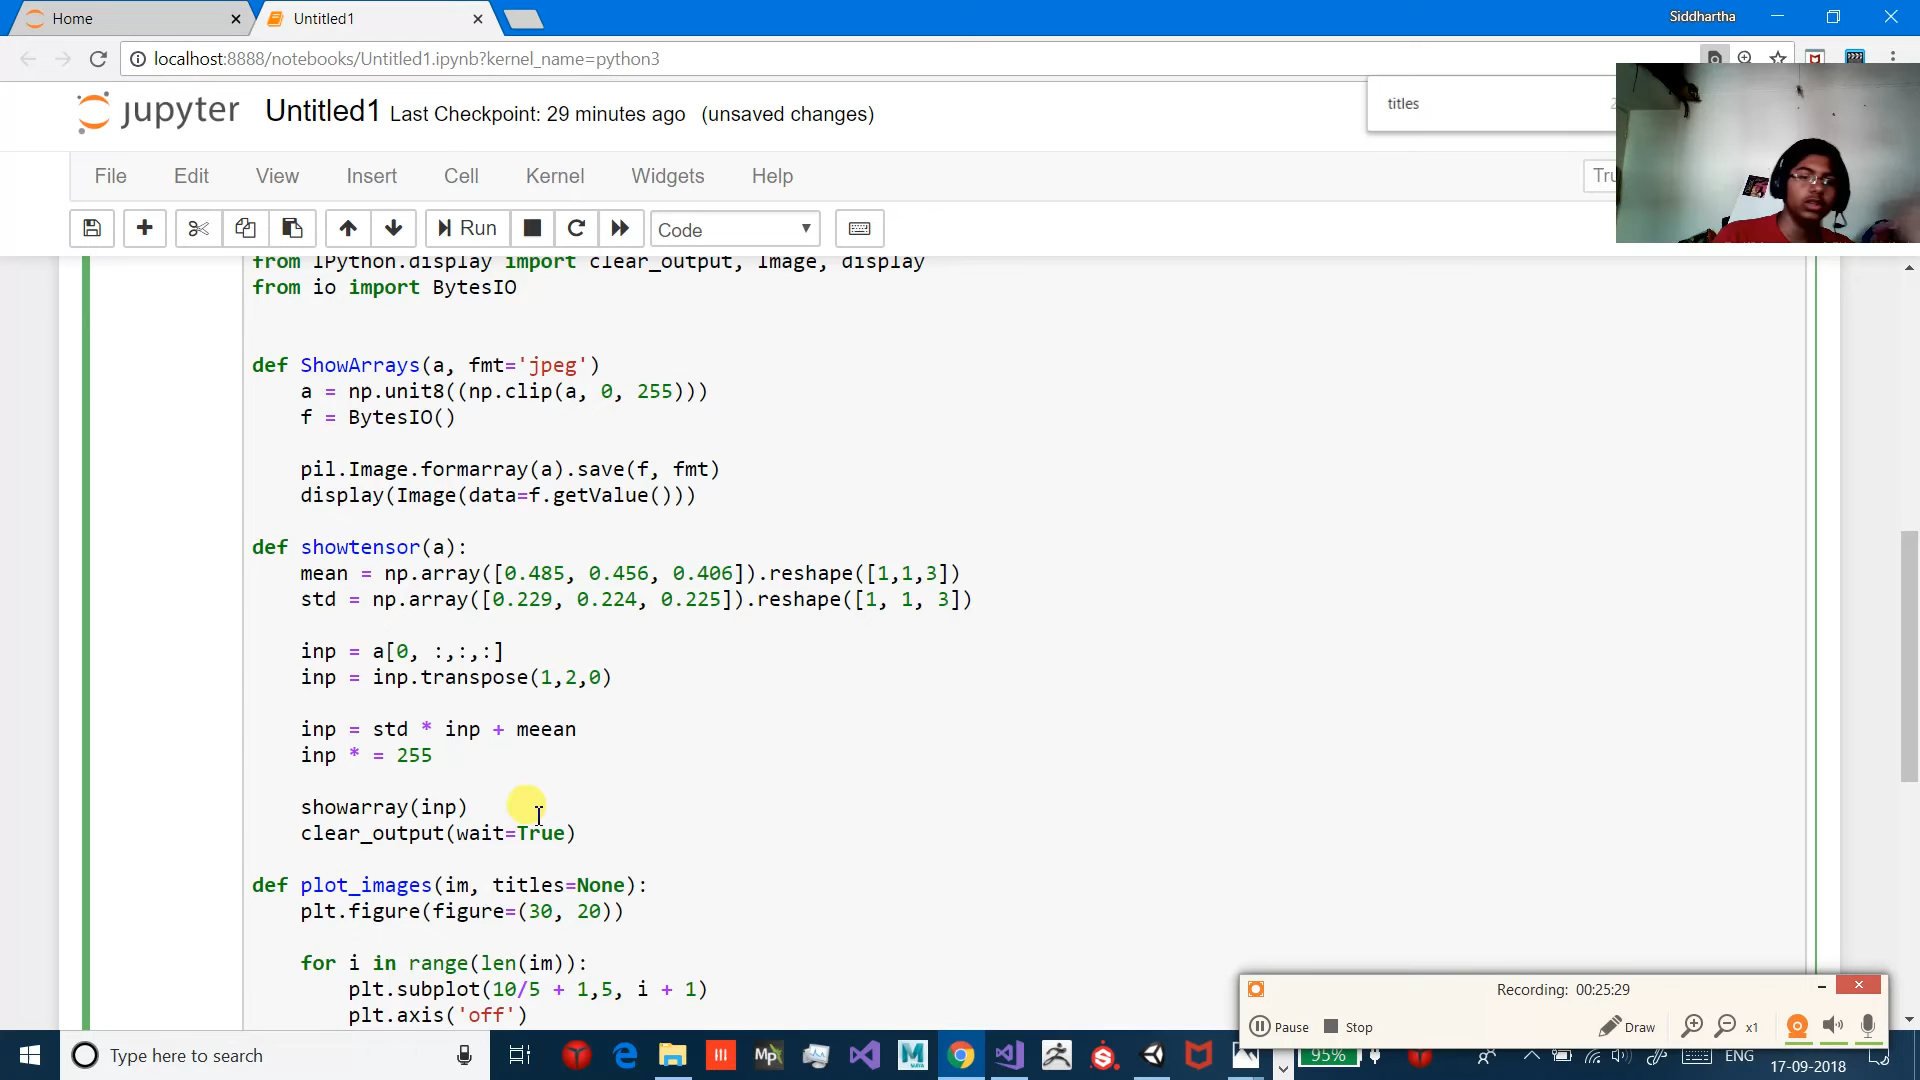 Home
Untitled1
Siddhartha
localhost:8888/notebooks/Untitled1.ipynb?kernel_name=python3
titles
jupyter Untitled1 Last Checkpoint: 29 minutes ago (unsaved changes)
File Edit View Insert Cell Kernel Widgets Help
Tru
Run Code
from IPython.display import clear_output, Image, display
from io import BytesIO
def ShowArrays(a, fmt='jpeg')
a = np.unit8((np.clip(a, 0, 255)))
f = BytesIO()
pil.Image.formarray(a).save(f, fmt)
display(Image(data=f.getValue()))
def showtensor(a):
mean = np.array([0.485, 0.456, 0.406]).reshape([1,1,3])
std = np.array([0.229, 0.224, 0.225]).reshape([1, 1, 3])
inp = a[0, :,:,:]
inp = inp.transpose(1,2,0)
inp = std * inp + meean
inp * = 255
showarray(inp)
clear_output(wait=True)
def plot_images(im, titles=None):
plt.figure(figure=(30, 20))
for i in range(len(im)):
plt.subplot(10/5 + 1,5, i + 1)
plt.axis('off')
Recording: 00:25:29
Pause Stop Draw x1
Type here to search
Mp
95%
ENG
17-09-2018